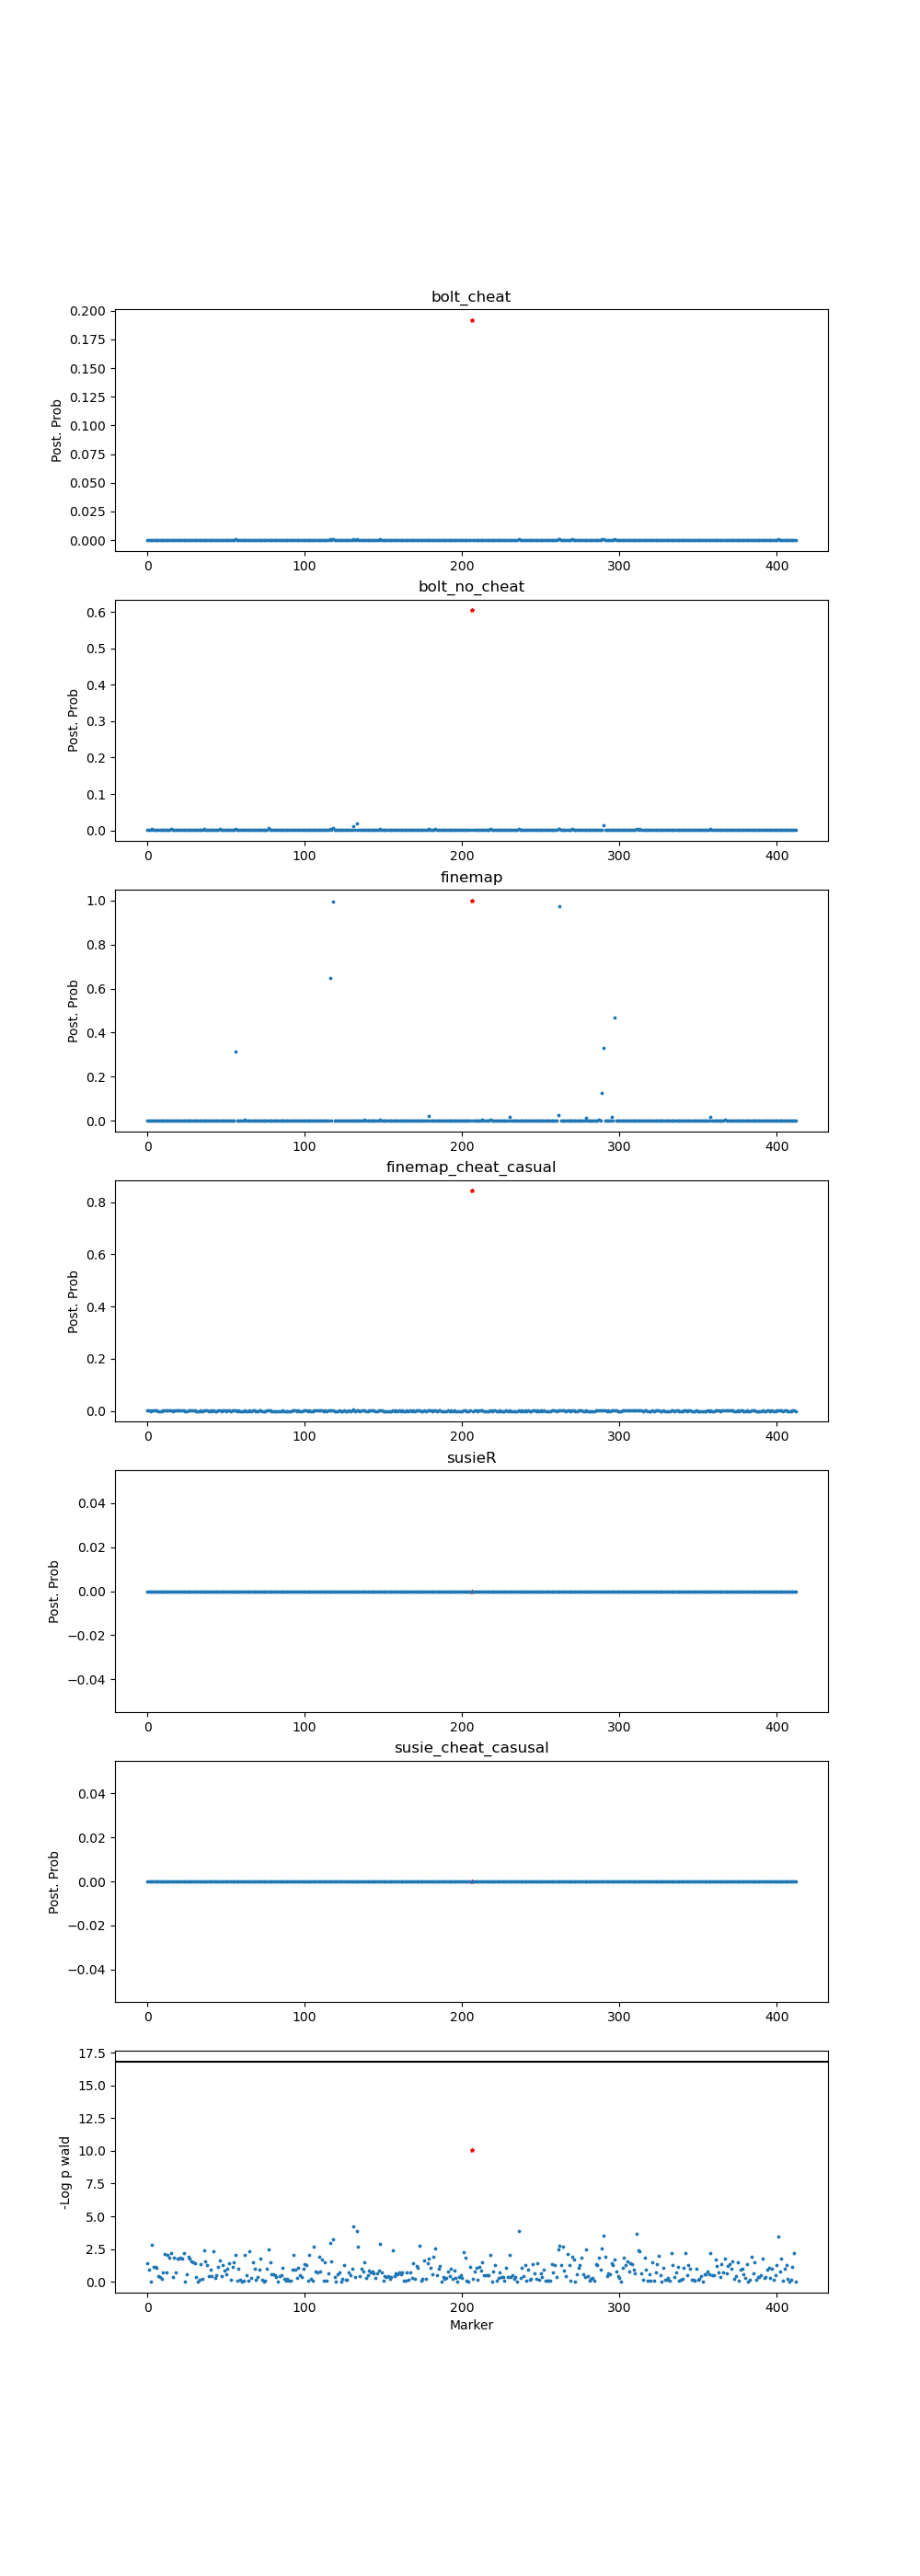 bolt_cheat
0.200
0.175
0.150
0.125
0.100
0.075
0.050
0.025
0.000
Post. Prob
0 100 200 300 400
bolt_no_cheat
0.6
0.5
0.4
0.3
0.2
0.1
0.0
Post. Prob
0 100 200 300 400
finemap
1.0
0.8
0.6
0.4
0.2
0.0
Post. Prob
0 100 200 300 400
finemap_cheat_casual
0.8
0.6
0.4
0.2
0.0
Post. Prob
0 100 200 300 400
susieR
0.04
0.02
0.00
−0.02
−0.04
Post. Prob
0 100 200 300 400
susie_cheat_casusal
0.04
0.02
0.00
−0.02
−0.04
Post. Prob
0 100 200 300 400
17.5
15.0
12.5
10.0
7.5
5.0
2.5
0.0
-Log p wald
0 100 200 300 400
Marker